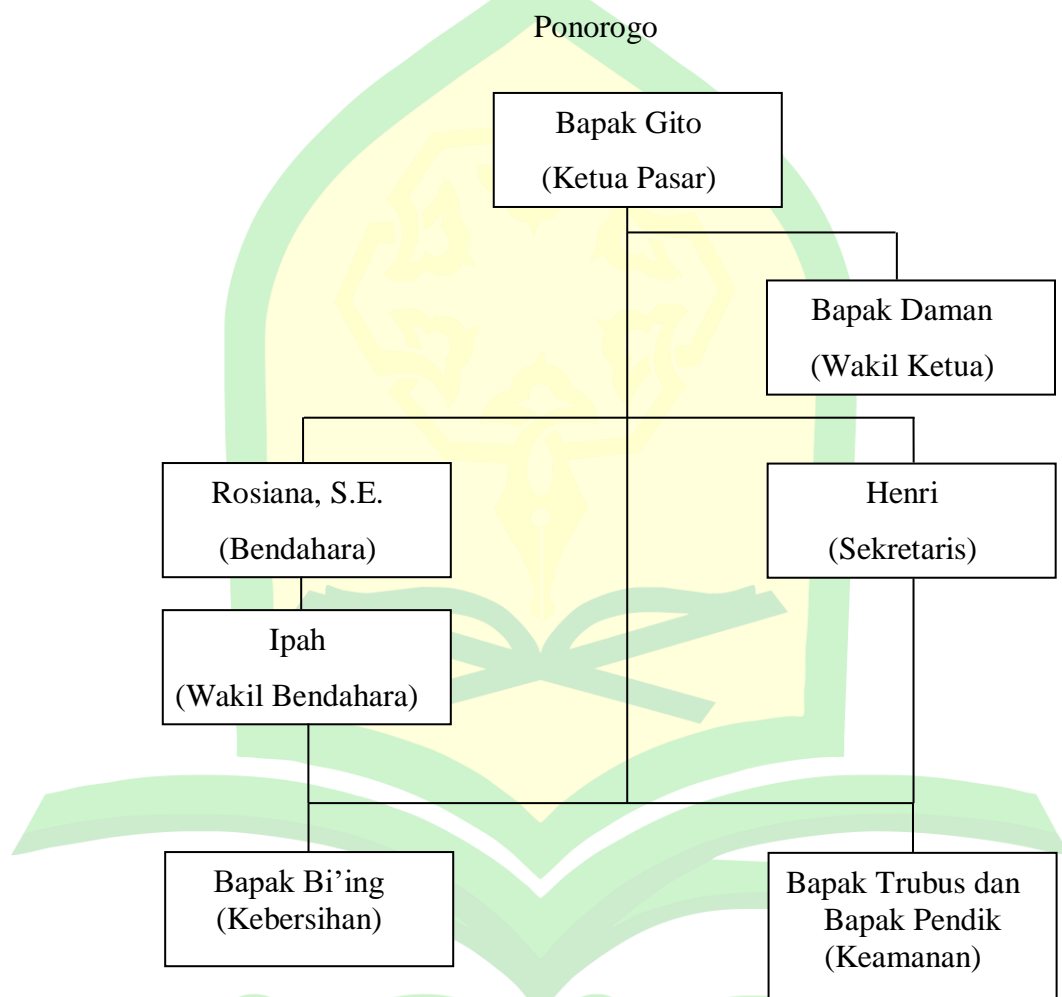 Ponorogo
Bapak Gito
(Ketua Pasar)
Bapak Daman
(Wakil Ketua)
Rosiana, S.E.
(Bendahara)
Henri
(Sekretaris)
Ipah
(Wakil Bendahara)
Bapak Bi’ing
(Kebersihan)
Bapak Trubus dan
Bapak Pendik
(Keamanan)